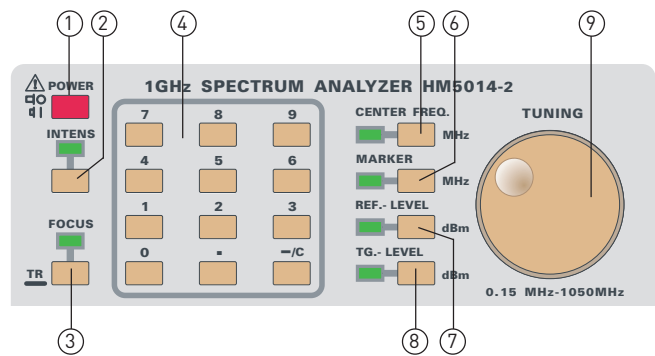 ① ② ④ ⑤ ⑥ ⑨
POWER
1GHz SPECTRUM ANALYZER HM5014-2
INTENS
7 8 9
CENTER FREQ.
MHz
TUNING
4 5 6
MARKER
MHz
FOCUS
1 2 3
REF.- LEVEL
dBm
TR
0 . −/C
TG.- LEVEL
dBm
0.15 MHz-1050MHz
③ ⑧ ⑦